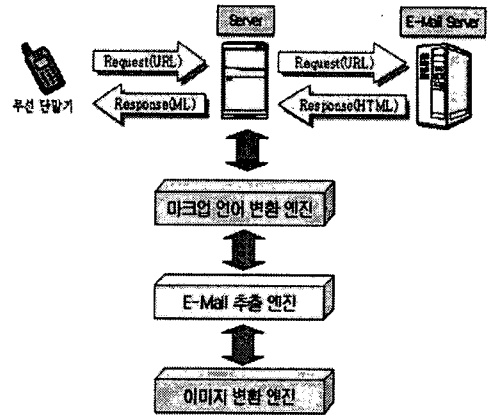 Server
E-Mail Server
Request(URL)
Request(URL)
Response(ML)
Response(HTML)
무선 단말기
마크업 언어 변환 엔진
E-Mail 추출 엔진
이미지 변환 엔진